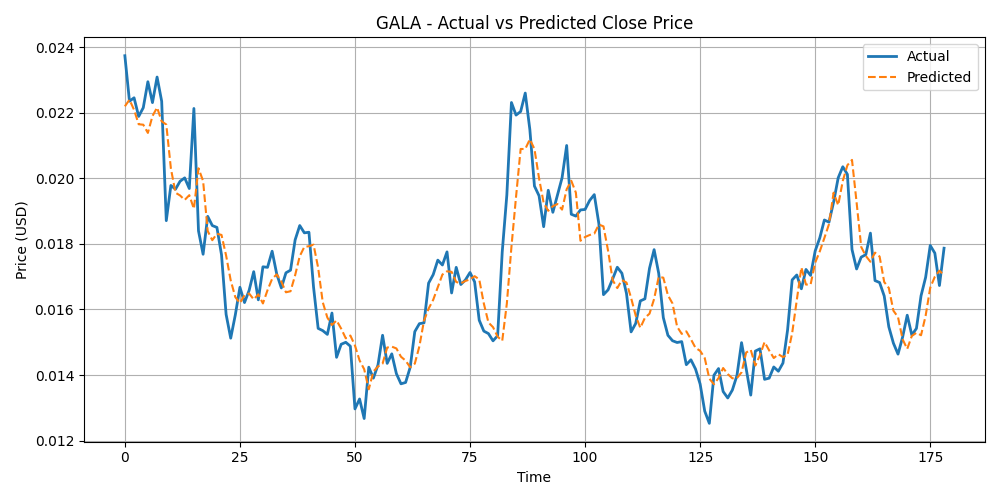 GALA - Actual vs Predicted Close Price
Actual
Predicted
Price (USD)
0.024
0.022
0.020
0.018
0.016
0.014
0.012
0 25 50 75 100 125 150 175
Time